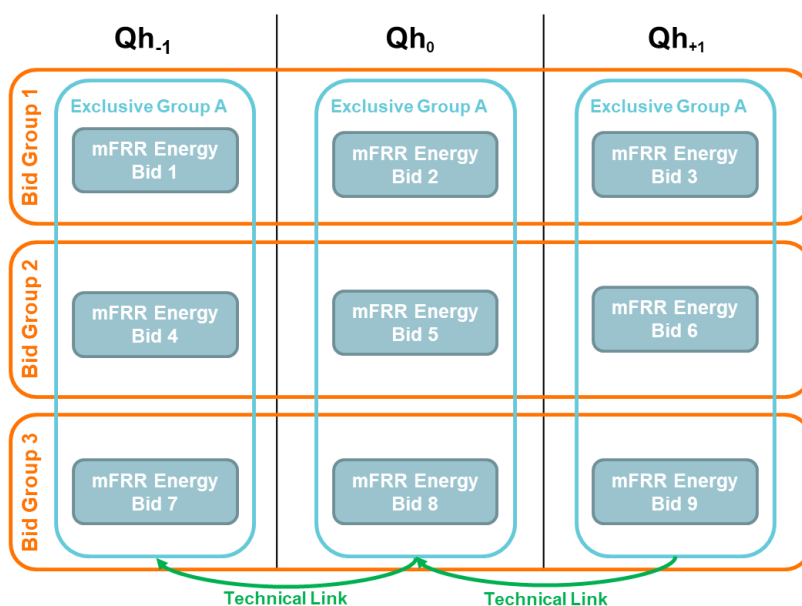 Qh-1
Qh0
Qh+1
Bid Group 1
Exclusive Group A
Exclusive Group A
Exclusive Group A
mFRR Energy
Bid 1
mFRR Energy
Bid 2
mFRR Energy
Bid 3
Bid Group 2
mFRR Energy
Bid 4
mFRR Energy
Bid 5
mFRR Energy
Bid 6
Bid Group 3
mFRR Energy
Bid 7
mFRR Energy
Bid 8
mFRR Energy
Bid 9
Technical Link
Technical Link